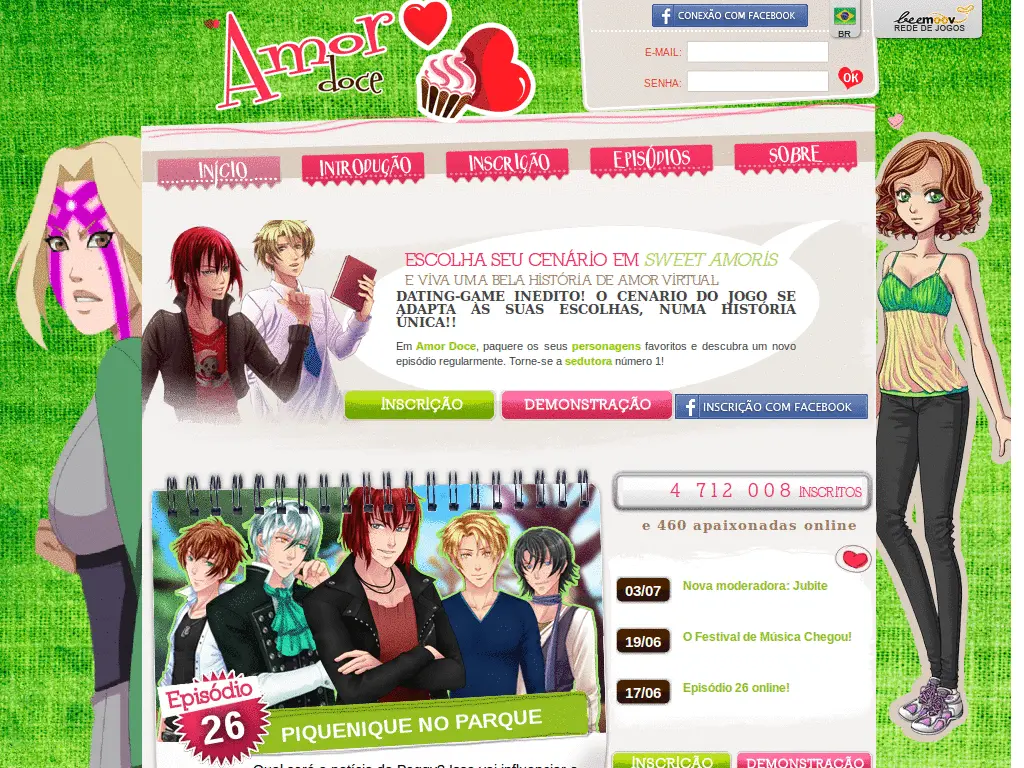 Amor
doce
CONEXÃO COM FACEBOOK
BR
beemoov
REDE DE JOGOS
E-MAIL:
SENHA:
OK
INÍCIO
INTRODUÇÃO
INSCRIÇÃO
EPISÓDIOS
SOBRE
ESCOLHA SEU CENÁRIO EM SWEET AMORIS
E VIVA UMA BELA HISTÓRIA DE AMOR VIRTUAL
DATING-GAME INEDITO! O CENARIO DO JOGO SE
ADAPTA ÀS SUAS ESCOLHAS, NUMA HISTÓRIA
ÚNICA!!
Em Amor Doce, paquere os seus personagens favoritos e descubra um novo
episódio regularmente. Torne-se a sedutora número 1!
INSCRIÇÃO
DEMONSTRAÇÃO
INSCRIÇÃO COM FACEBOOK
4 712 008 INSCRITOS
e 460 apaixonadas online
03/07 Nova moderadora: Jubite
19/06 O Festival de Música Chegou!
17/06 Episódio 26 online!
Episódio
26
PIQUENIQUE NO PARQUE
INSCRIÇÃO
DEMONSTRAÇÃO